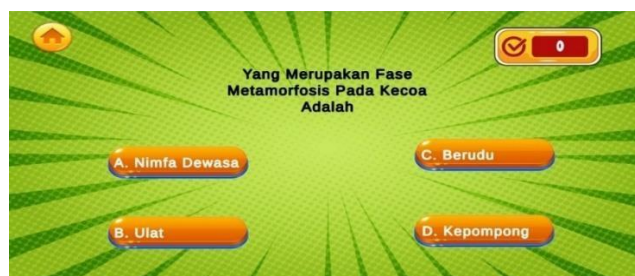 0
Yang Merupakan Fase
Metamorfosis Pada Kecoa
Adalah
A. Nimfa Dewasa
C. Berudu
B. Ulat
D. Kepompong